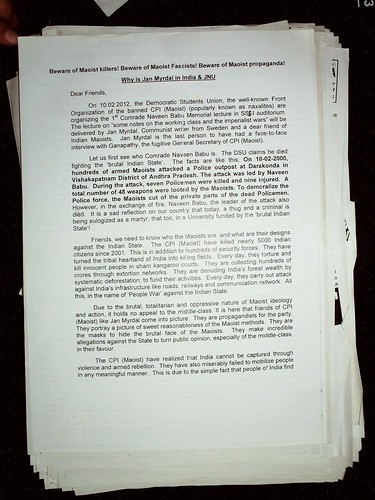 Beware of Maoist killers! Beware of Maoist Fascists! Beware of Maoist propaganda!
Why is Jan Myrdal in India & JNU
Dear Friends,
On 10.02.2012, the Democratic Students Union, the well-known Front
Organization of the banned CPI (Maoist) (popularly known as naxalites) are
organizing the 1st Comrade Naveen Babu Memorial lecture in SSS1 auditorium.
The lecture on "some notes on the working class and the imperialist wars" will be
delivered by Jan Myrdal, Communist writer from Sweden and a dear friend of
Indian Maoists. Jan Myrdal is the last person to have had a face-to-face
interview with Ganapathy, the fugitive General Secretary of CPI (Maoist).
Let us first see who Comrade Naveen Babu is. The DSU claims he died
fighting the 'brutal Indian State'. The facts are like this; On 18-02-2000,
hundreds of armed Maoists attacked a Police outpost at Darakonda in
Vishakapatnam District of Andhra Pradesh. The attack was led by Naveen
Babu. During the attack, seven Policemen were killed and nine injured. A
total number of 48 weapons were looted by the Maoists. To demoralize the
Police force, the Maoists cut of the private parts of the dead Policemen.
However, in the exchange of fire, Naveen Babu, the leader of the attack also
died. It is a sad reflection on our country that today, a thug and a criminal is
being eulogized as a martyr, that too, in a University funded by the 'brutal Indian
State'!
Friends, we need to know who the Maoists are and what are their designs
against the Indian State. The CPI (Maoist) have killed nearly 5000 Indian
citizens since 2001. This is in addition to hundreds of security forces. They have
turned the tribal heartland of India into killing fields. Every day, they torture and
kill innocent people in sham kangaroo courts. They are collecting hundreds of
crores through extortion networks. They are denuding India's forest wealth by
systematic deforestation, to fund their activities. Every day, they carry out attack
against India's infrastructure like roads, railways and communication network. All
this, in the name of 'People War' against the Indian State.
Due to the brutal, totalitarian and oppressive nature of Maoist ideology
and action, it holds no appeal to the middle-class. It is here that friends of CPI
(Maoist) like Jan Myrdal come into picture. They are propagandists for the party.
They portray a picture of sweet reasonableness of the Maoist methods. They are
the masks to hide the brutal face of the Maoists. They make incredible
allegations against the State to turn public opinion, especially of the middle-class,
in their favour.
The CPI (Maoist) have realized that India cannot be captured through
violence and armed rebellion. They have also miserably failed to mobilize people
in any meaningful manner. This is due to the simple fact that people of India find